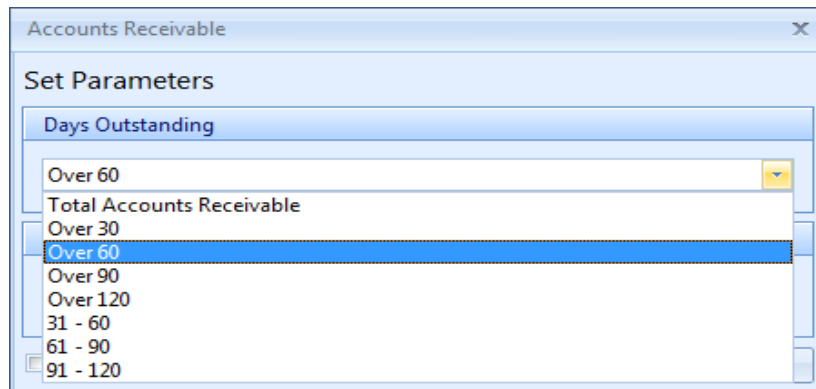 Accounts Receivable
Set Parameters
Days Outstanding
Over 60
Total Accounts Receivable
Over 30
Over 60
Over 90
Over 120
31 - 60
61 - 90
91 - 120